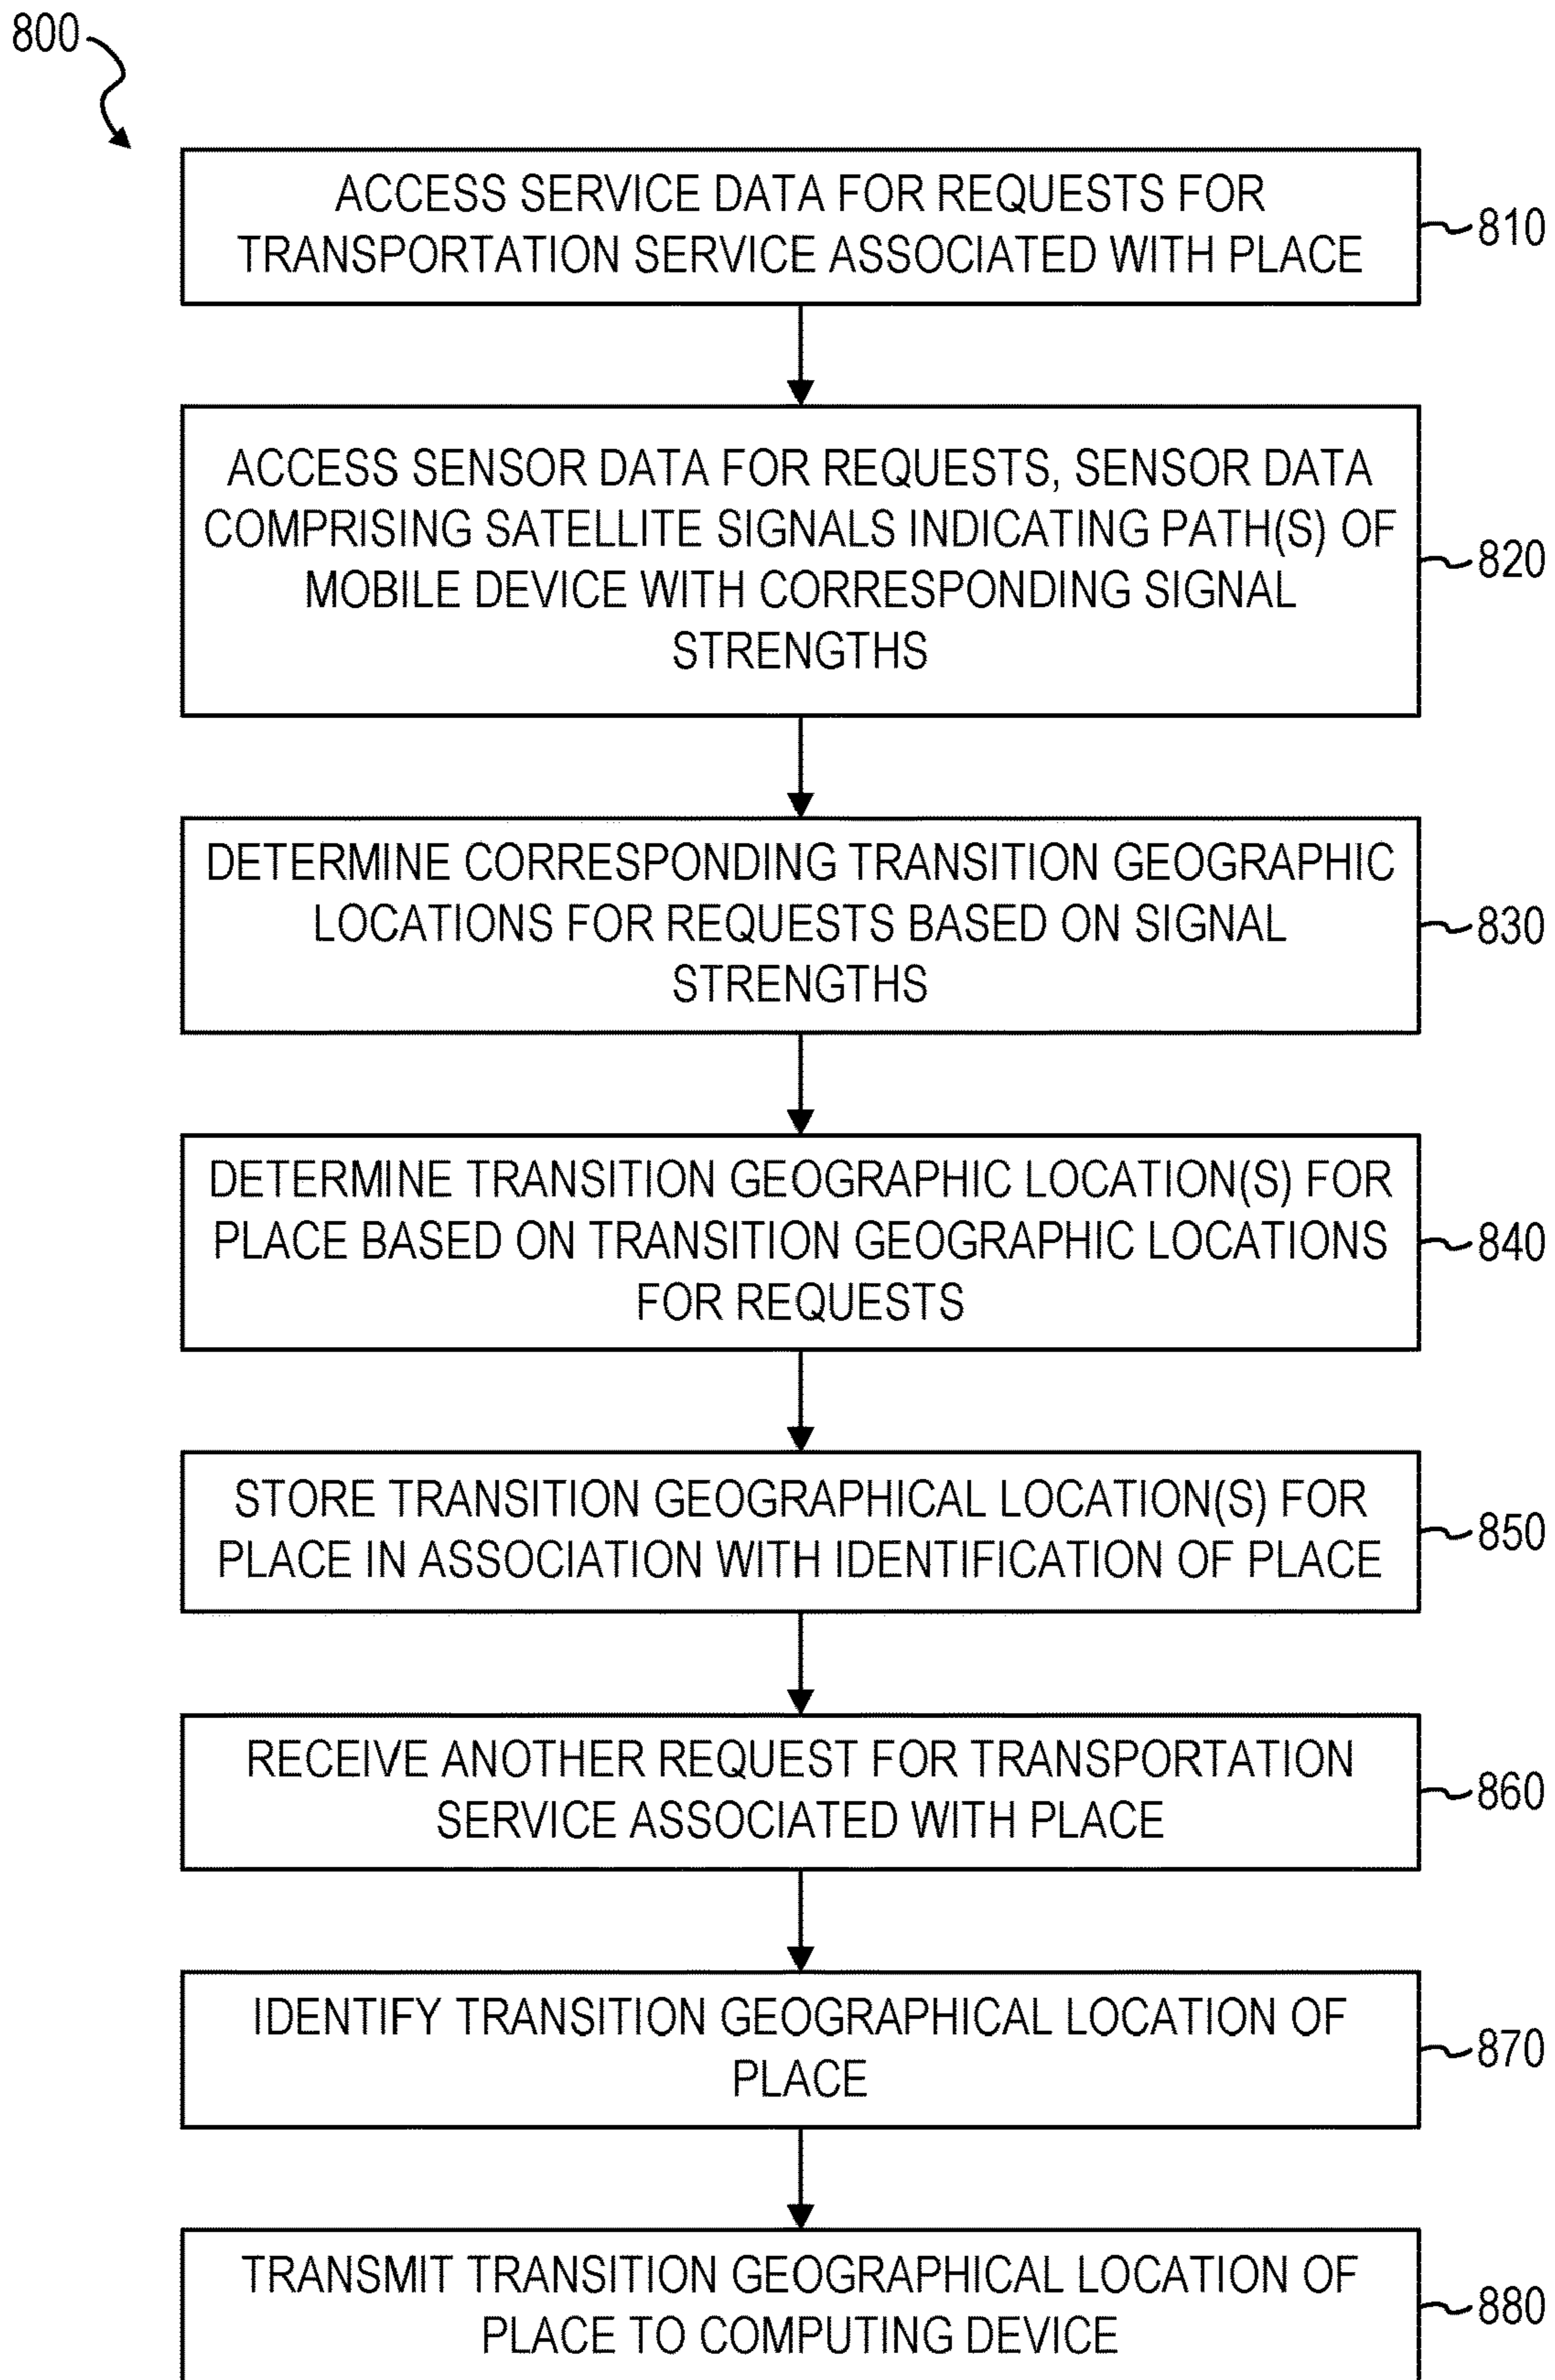 800
ACCESS SERVICE DATA FOR REQUESTS FOR
TRANSPORTATION SERVICE ASSOCIATED WITH PLACE
810
ACCESS SENSOR DATA FOR REQUESTS, SENSOR DATA
COMPRISING SATELLITE SIGNALS INDICATING PATH(S) OF
MOBILE DEVICE WITH CORRESPONDING SIGNAL
STRENGTHS
820
DETERMINE CORRESPONDING TRANSITION GEOGRAPHIC
LOCATIONS FOR REQUESTS BASED ON SIGNAL
STRENGTHS
830
DETERMINE TRANSITION GEOGRAPHIC LOCATION(S) FOR
PLACE BASED ON TRANSITION GEOGRAPHIC LOCATIONS
FOR REQUESTS
840
STORE TRANSITION GEOGRAPHICAL LOCATION(S) FOR
PLACE IN ASSOCIATION WITH IDENTIFICATION OF PLACE
850
RECEIVE ANOTHER REQUEST FOR TRANSPORTATION
SERVICE ASSOCIATED WITH PLACE
860
IDENTIFY TRANSITION GEOGRAPHICAL LOCATION OF
PLACE
870
TRANSMIT TRANSITION GEOGRAPHICAL LOCATION OF
PLACE TO COMPUTING DEVICE
880